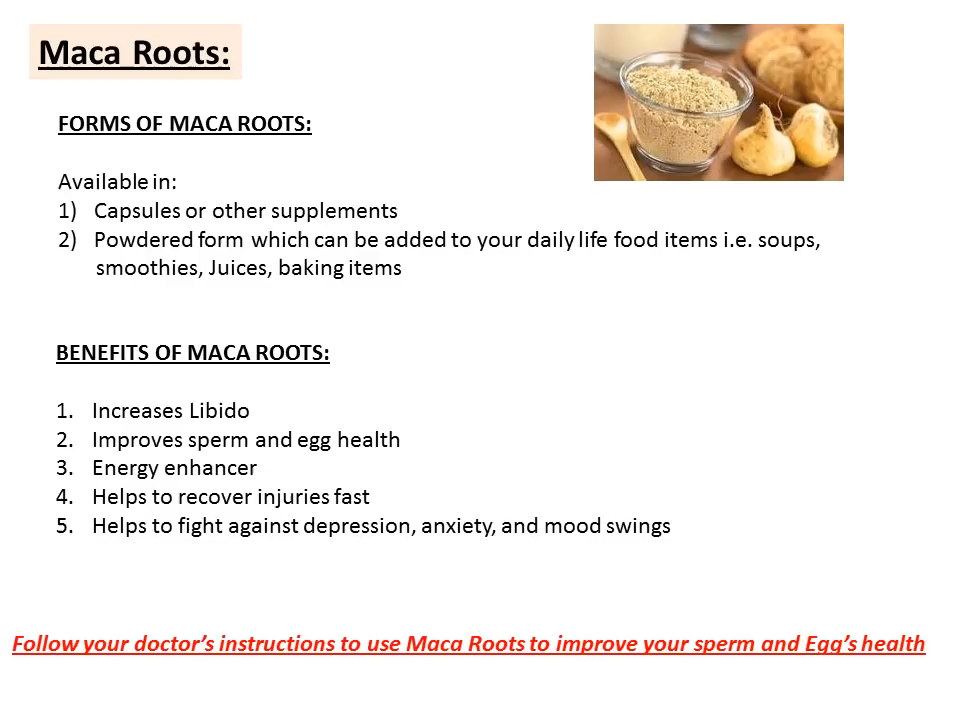 Maca Roots:
FORMS OF MACA ROOTS:
Available in:
1) Capsules or other supplements
2) Powdered form which can be added to your daily life food items i.e. soups,
smoothies, Juices, baking items
BENEFITS OF MACA ROOTS:
1. Increases Libido
2. Improves sperm and egg health
3. Energy enhancer
4. Helps to recover injuries fast
5. Helps to fight against depression, anxiety, and mood swings
Follow your doctor’s instructions to use Maca Roots to improve your sperm and Egg’s health